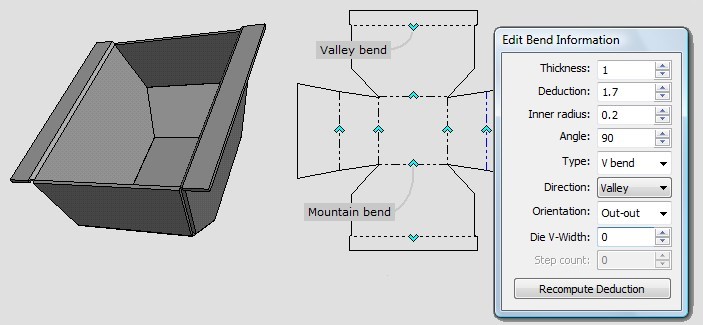 Valley bend
Mountain bend
Edit Bend Information
Thickness: 1
Deduction: 1.7
Inner radius: 0.2
Angle: 90
Type: V bend
Direction: Valley
Orientation: Out-out
Die V-Width: 0
Step count: 0
Recompute Deduction